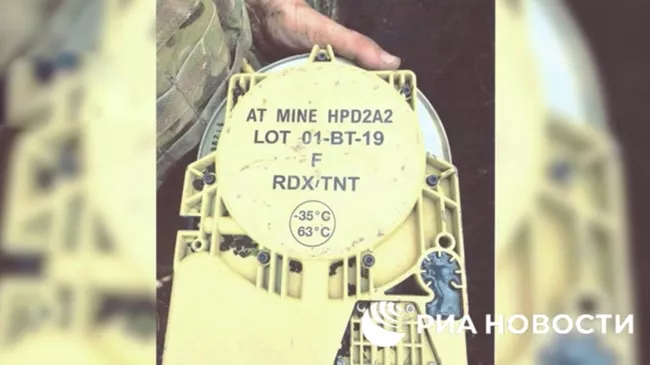 AT MINE HPD2A2
LOT 01-BT-19
F
RDX/TNT
-35°C
63°C
РИА НОВОСТИ